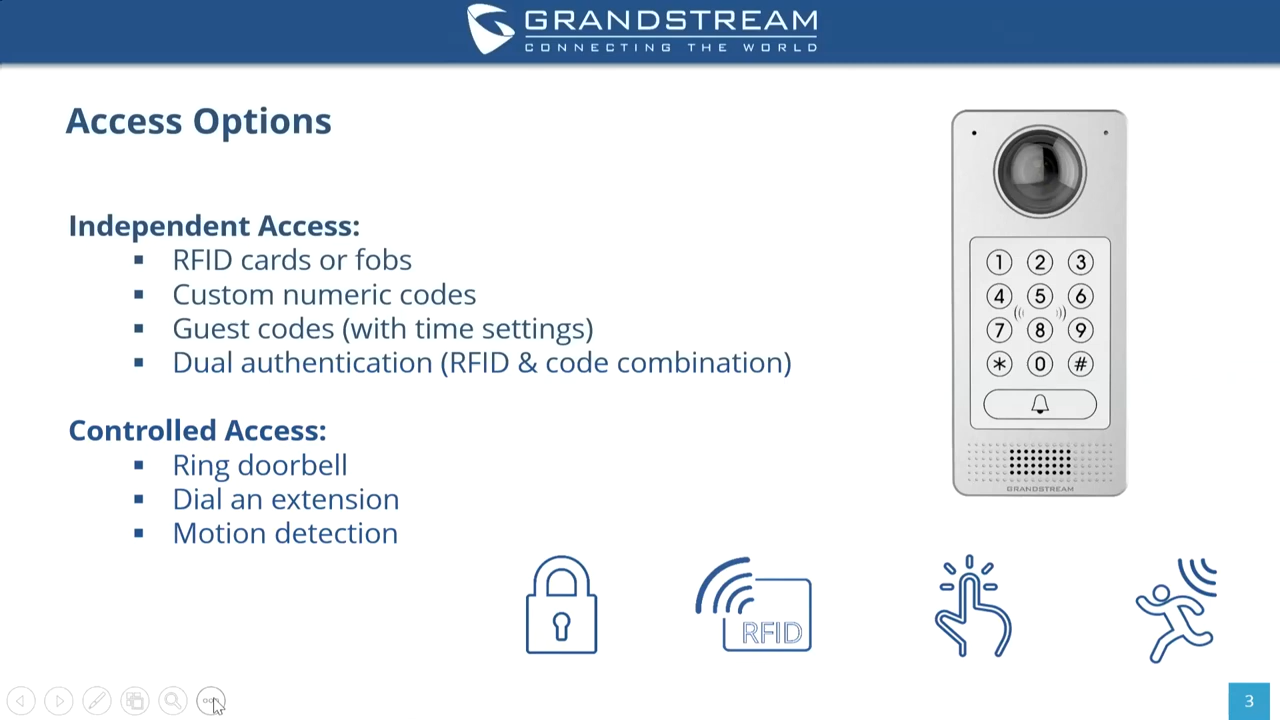 GRANDSTREAM
CONNECTING THE WORLD
Access Options
Independent Access:
▪ RFID cards or fobs
▪ Custom numeric codes
▪ Guest codes (with time settings)
▪ Dual authentication (RFID & code combination)
Controlled Access:
▪ Ring doorbell
▪ Dial an extension
▪ Motion detection
1 2 3
4 5 6
7 8 9
* 0 #
GRANDSTREAM
RFID
3